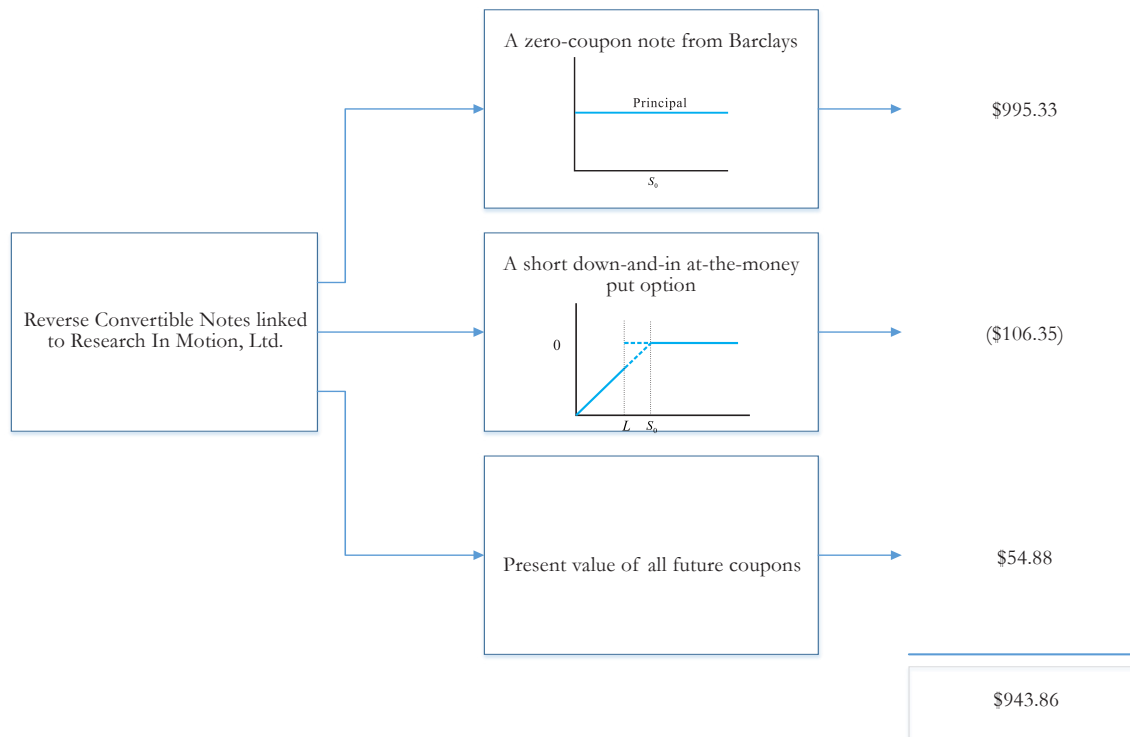 A zero-coupon note from Barclays
Principal
S₀
$995.33
Reverse Convertible Notes linked
to Research In Motion, Ltd.
A short down-and-in at-the-money
put option
0
L S₀
($106.35)
Present value of all future coupons
$54.88
$943.86